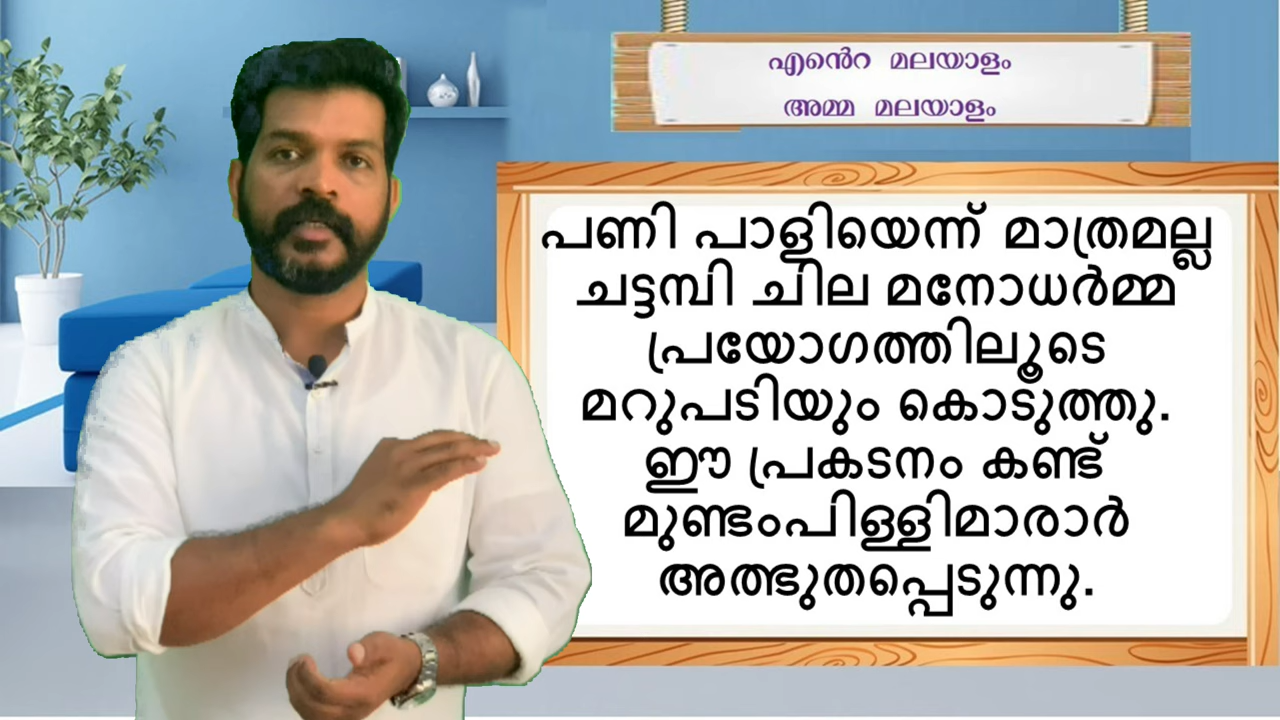 എൻെറ മലയാളം
അമ്മ മലയാളം
പണി പാളിയെന്ന് മാത്രമല്ല
ചട്ടമ്പി ചില മനോധർമ്മ
പ്രയോഗത്തിലൂടെ
മറുപടിയും കൊടുത്തു.
ഈ പ്രകടനം കണ്ട്
മുണ്ടംപിള്ളിമാരാർ
അത്ഭുതപ്പെടുന്നു.